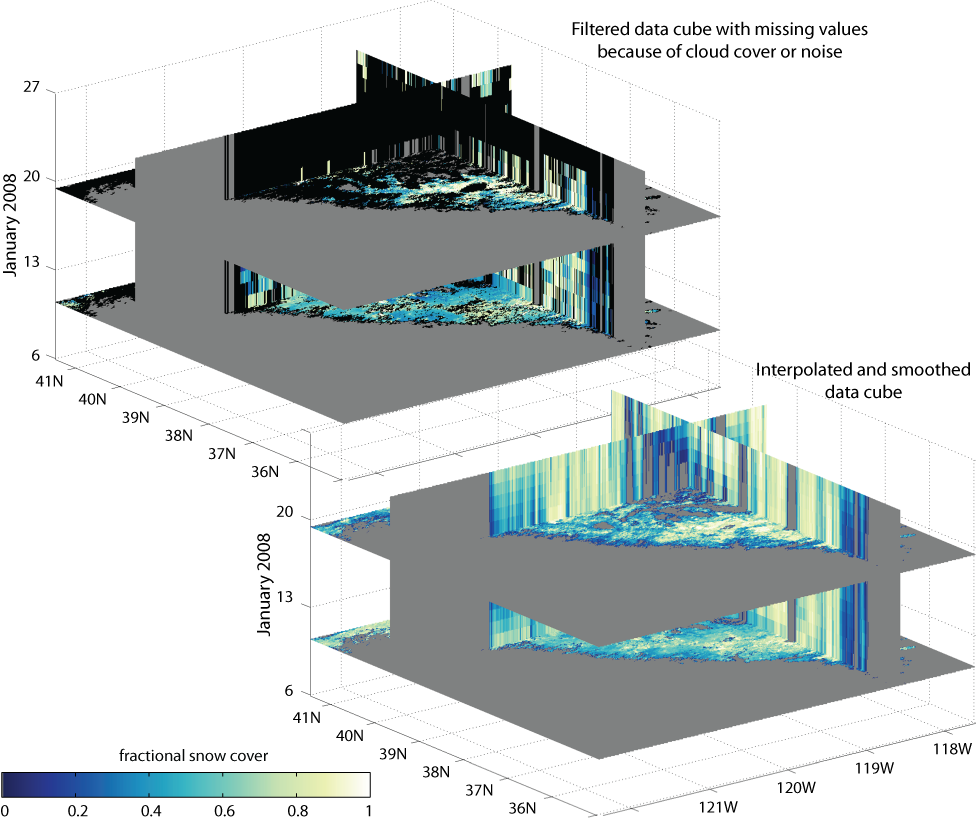 Filtered data cube with missing values
because of cloud cover or noise
27
20
13
6
January 2008
41N
40N
39N
38N
37N
36N
Interpolated and smoothed
data cube
20
13
6
January 2008
41N
40N
39N
38N
37N
36N
121W
120W
119W
118W
fractional snow cover
0 0.2 0.4 0.6 0.8 1